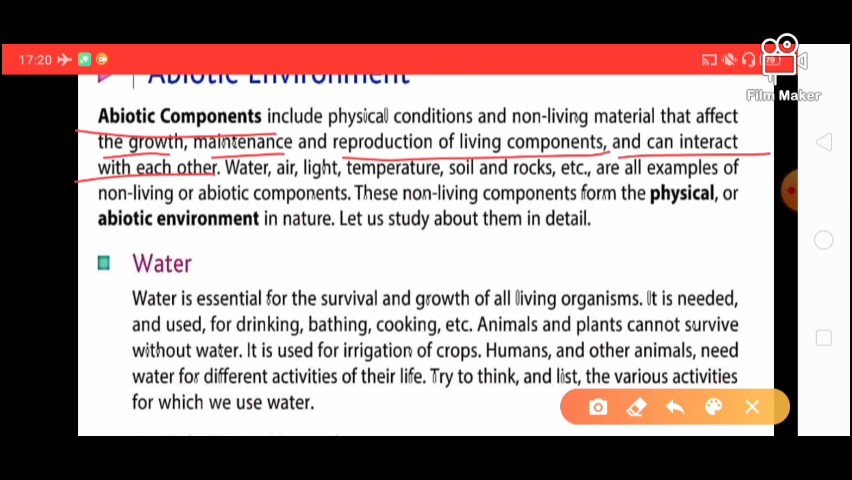 17:20
Film Maker
Abiotic Environment
Abiotic Components include physical conditions and non-living material that affect
the growth, maintenance and reproduction of living components, and can interact
with each other. Water, air, light, temperature, soil and rocks, etc., are all examples of
non-living or abiotic components. These non-living components form the physical, or
abiotic environment in nature. Let us study about them in detail.
Water
Water is essential for the survival and growth of all living organisms. It is needed,
and used, for drinking, bathing, cooking, etc. Animals and plants cannot survive
without water. It is used for irrigation of crops. Humans, and other animals, need
water for different activities of their life. Try to think, and list, the various activities
for which we use water.